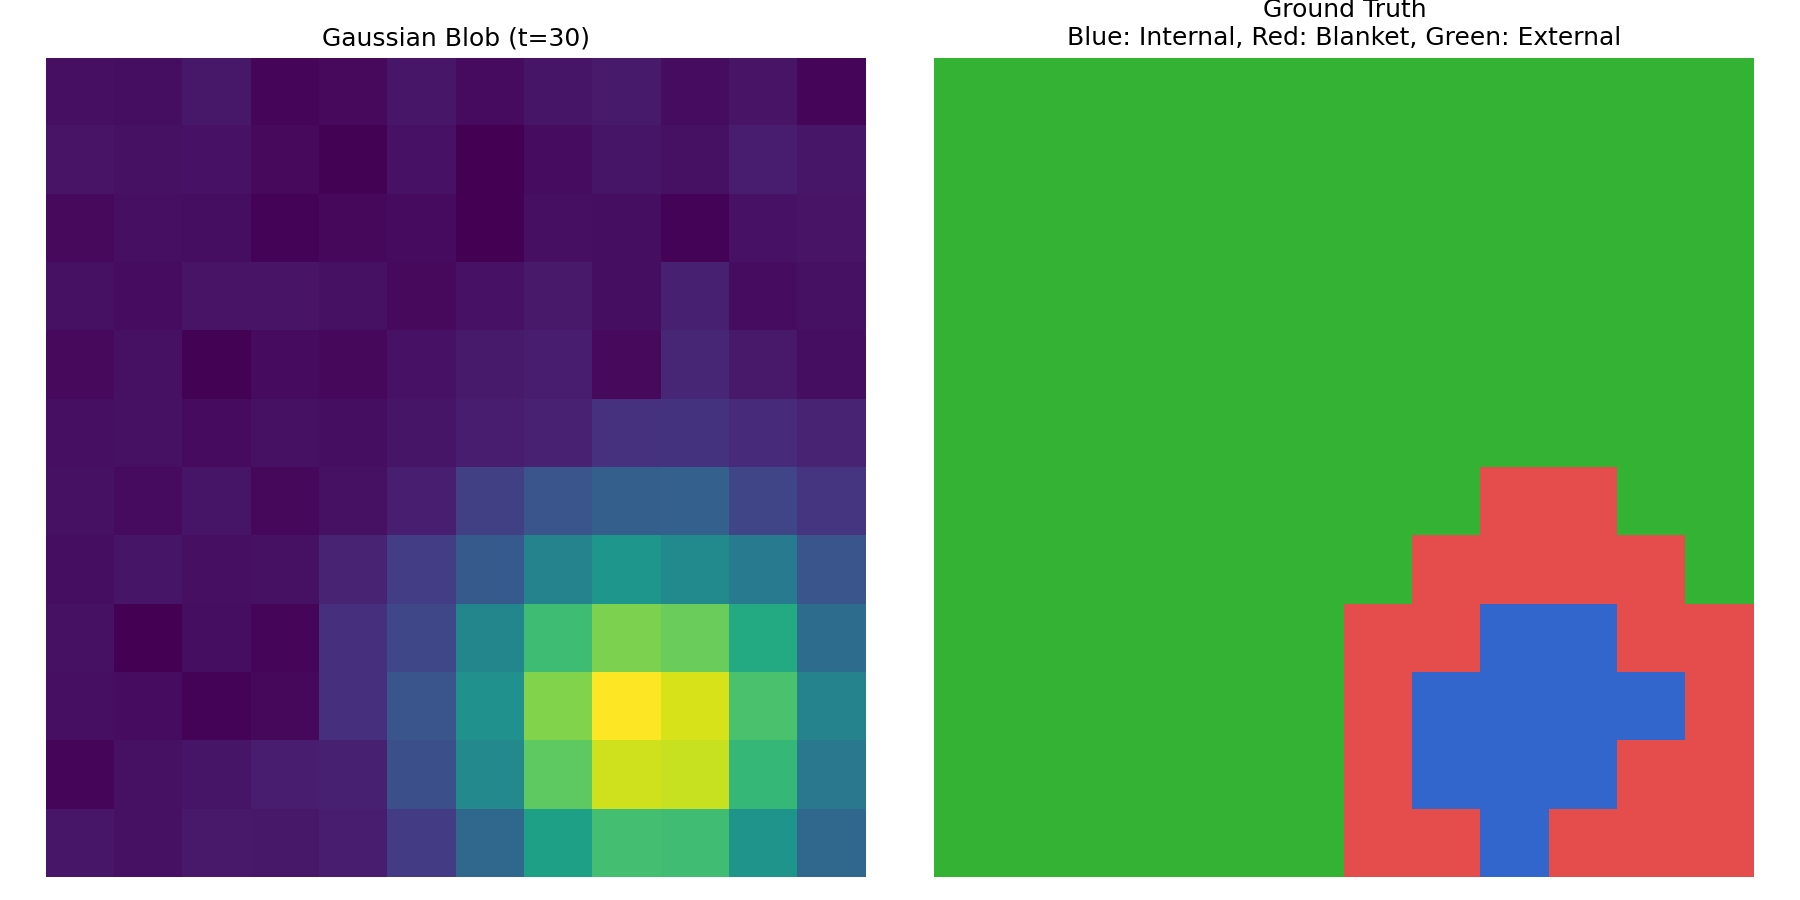 Gaussian Blob (t=30)
Ground Truth
Blue: Internal, Red: Blanket, Green: External